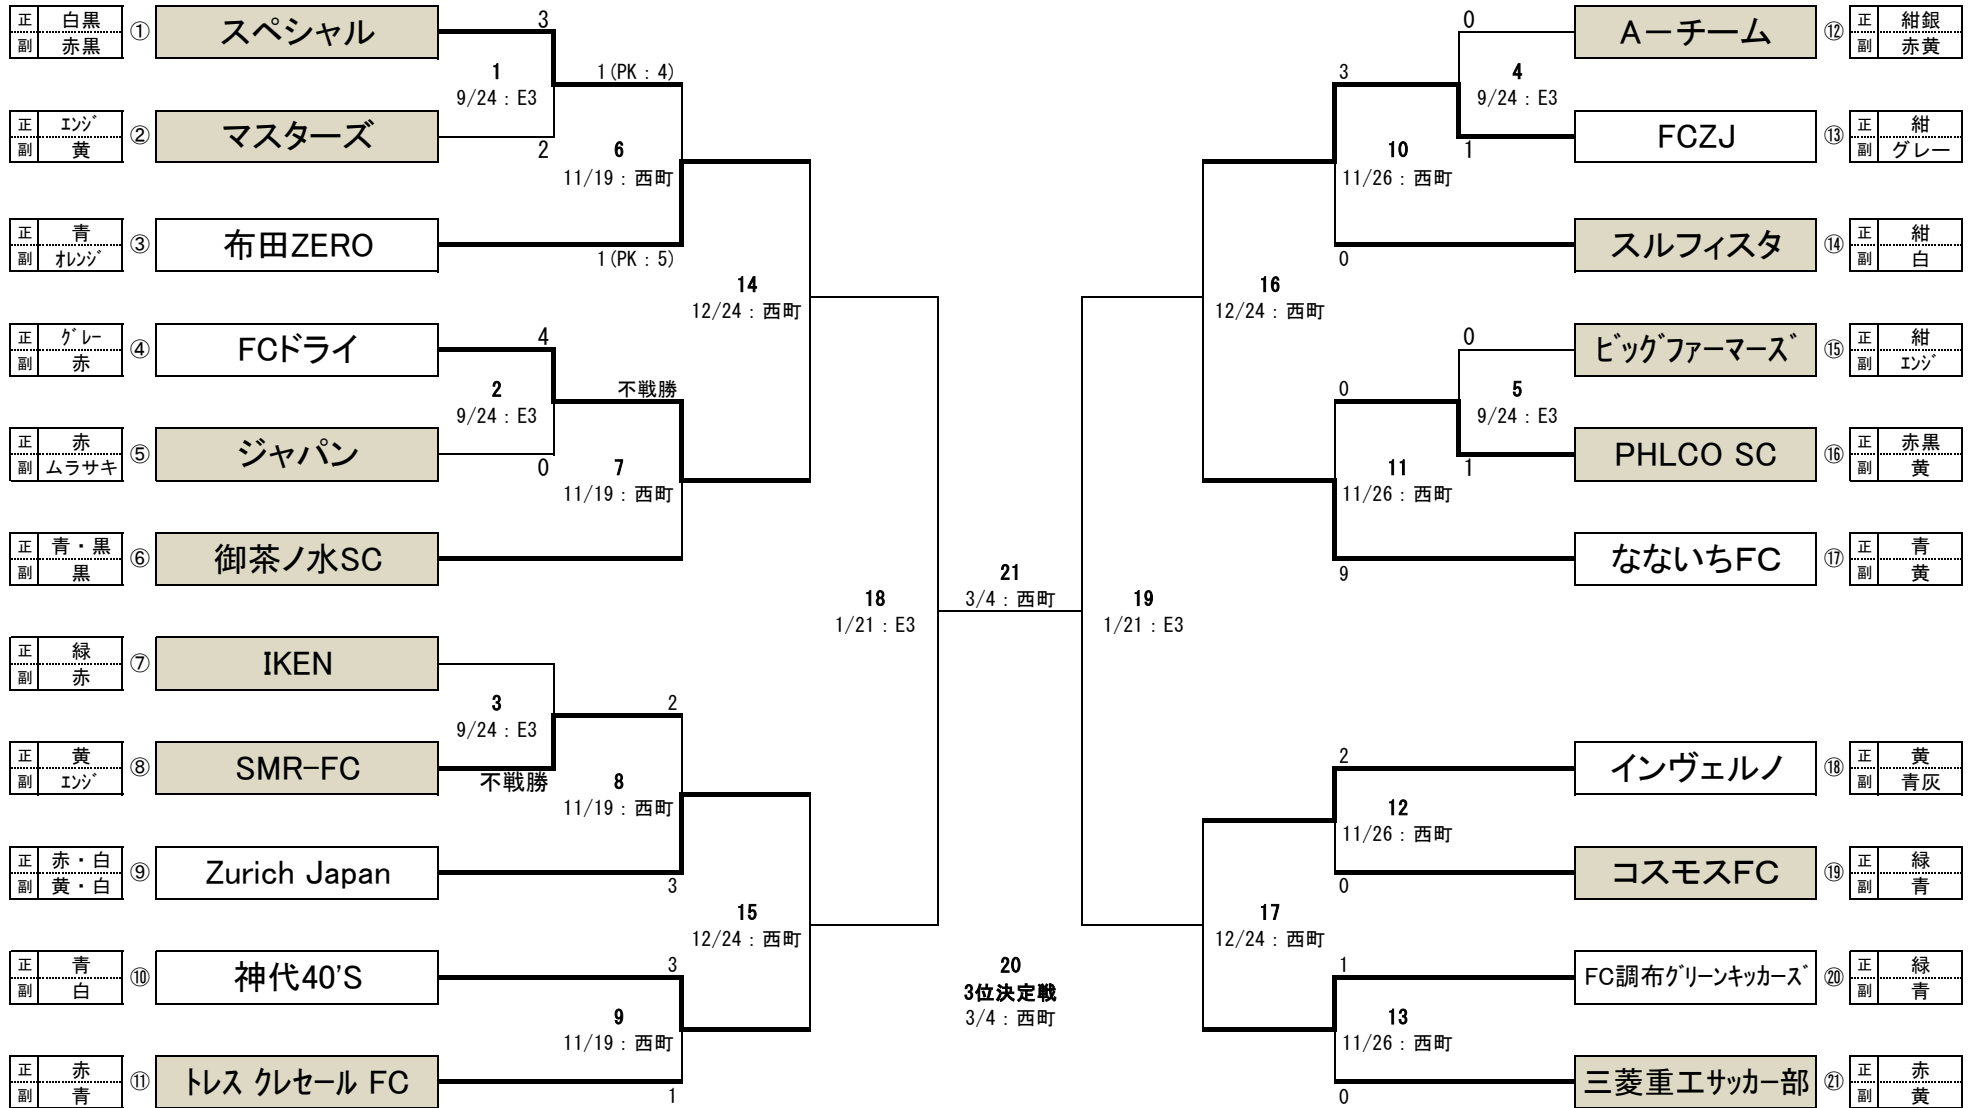 正 白黒
副 赤黒
① スペシャル
3
1
9/24 : E3
1(PK : 4)
正 エンジ
副 黄
② マスターズ
2
6
11/19 : 西町
正 青
副 オレンジ
③ 布田ZERO
1(PK : 5)
14
12/24 : 西町
正 グレー
副 赤
④ FCドライ
4
2
9/24 : E3
不戦勝
正 赤
副 ムラサキ
⑤ ジャパン
0
7
11/19 : 西町
正 青・黒
副 黒
⑥ 御茶ノ水SC
18
1/21 : E3
正 緑
副 赤
⑦ IKEN
3
9/24 : E3
2
正 黄
副 エンジ
⑧ SMR-FC
不戦勝
8
11/19 : 西町
正 赤・白
副 黄・白
⑨ Zurich Japan
3
15
12/24 : 西町
正 青
副 白
⑩ 神代40'S
3
9
11/19 : 西町
正 赤
副 青
⑪ トレス クレセール FC
1
21
3/4 : 西町
20
3位決定戦
3/4 : 西町
0
A-チーム ⑫
正 紺銀
副 赤黄
3
4
9/24 : E3
FCZJ ⑬
正 紺
副 グレー
1
10
11/26 : 西町
スルフィスタ ⑭
正 紺
副 白
0
16
12/24 : 西町
0
ビッグファーマーズ ⑮
正 紺
副 エンジ
0
5
9/24 : E3
PHLCO SC ⑯
正 赤黒
副 黄
1
11
11/26 : 西町
なないちFC ⑰
正 青
副 黄
9
19
1/21 : E3
2
インヴェルノ ⑱
正 黄
副 青灰
12
11/26 : 西町
コスモスFC ⑲
正 緑
副 青
0
17
12/24 : 西町
1
FC調布グリーンキッカーズ ⑳
正 緑
副 青
13
11/26 : 西町
三菱重工サッカー部 ㉑
正 赤
副 黄
0